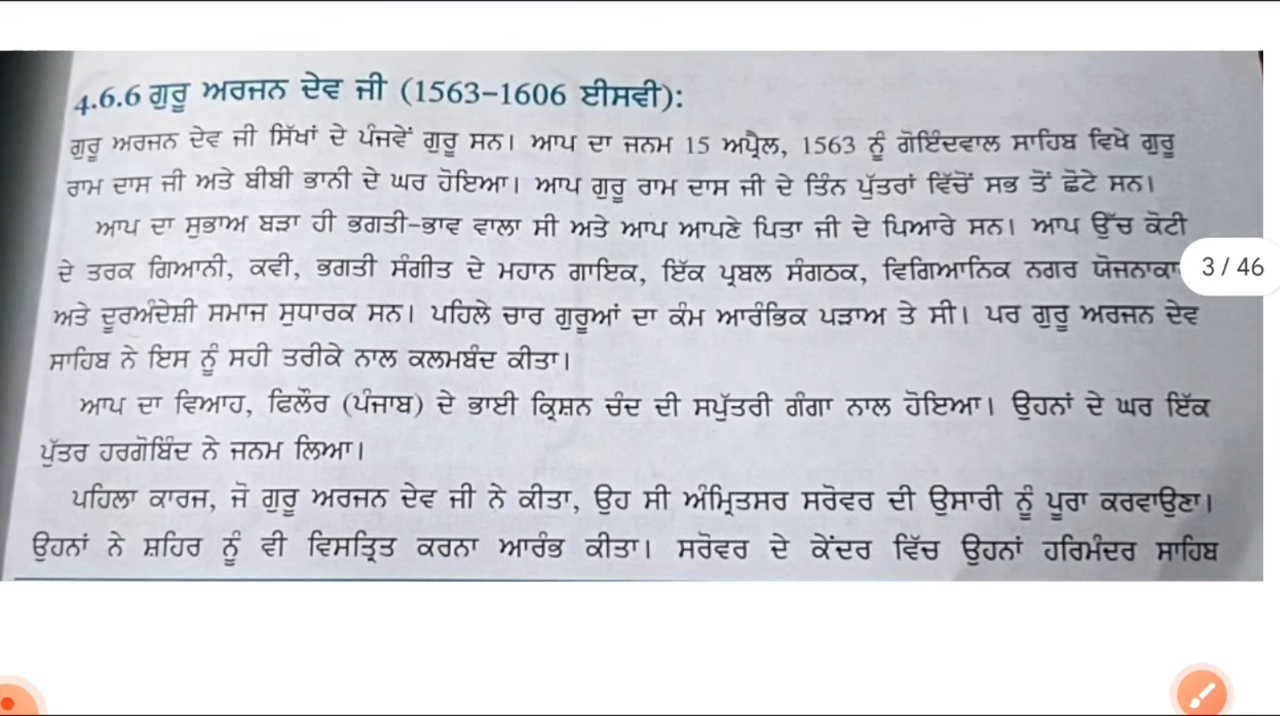 4.6.6 ਗੁਰੂ ਅਰਜਨ ਦੇਵ ਜੀ (1563–1606 ਈਸਵੀ):
ਗੁਰੂ ਅਰਜਨ ਦੇਵ ਜੀ ਸਿੱਖਾਂ ਦੇ ਪੰਜਵੇਂ ਗੁਰੂ ਸਨ। ਆਪ ਦਾ ਜਨਮ 15 ਅਪ੍ਰੈਲ, 1563 ਨੂੰ ਗੋਇੰਦਵਾਲ ਸਾਹਿਬ ਵਿਖੇ ਗੁਰੂ
ਰਾਮ ਦਾਸ ਜੀ ਅਤੇ ਬੀਬੀ ਭਾਨੀ ਦੇ ਘਰ ਹੋਇਆ। ਆਪ ਗੁਰੂ ਰਾਮ ਦਾਸ ਜੀ ਦੇ ਤਿੰਨ ਪੁੱਤਰਾਂ ਵਿੱਚੋਂ ਸਭ ਤੋਂ ਛੋਟੇ ਸਨ।
ਆਪ ਦਾ ਸੁਭਾਅ ਬੜਾ ਹੀ ਭਗਤੀ-ਭਾਵ ਵਾਲਾ ਸੀ ਅਤੇ ਆਪ ਆਪਣੇ ਪਿਤਾ ਜੀ ਦੇ ਪਿਆਰੇ ਸਨ। ਆਪ ਉੱਚ ਕੋਟੀ
ਦੇ ਤਰਕ ਗਿਆਨੀ, ਕਵੀ, ਭਗਤੀ ਸੰਗੀਤ ਦੇ ਮਹਾਨ ਗਾਇਕ, ਇੱਕ ਪ੍ਰਬਲ ਸੰਗਠਕ, ਵਿਗਿਆਨਿਕ ਨਗਰ ਯੋਜਨਾਕਾ
3 / 46
ਅਤੇ ਦੂਰਅੰਦੇਸ਼ੀ ਸਮਾਜ ਸੁਧਾਰਕ ਸਨ। ਪਹਿਲੇ ਚਾਰ ਗੁਰੂਆਂ ਦਾ ਕੰਮ ਆਰੰਭਿਕ ਪੜਾਅ ਤੇ ਸੀ। ਪਰ ਗੁਰੂ ਅਰਜਨ ਦੇਵ
ਸਾਹਿਬ ਨੇ ਇਸ ਨੂੰ ਸਹੀ ਤਰੀਕੇ ਨਾਲ ਕਲਮਬੰਦ ਕੀਤਾ।
ਆਪ ਦਾ ਵਿਆਹ, ਫਿਲੌਰ (ਪੰਜਾਬ) ਦੇ ਭਾਈ ਕ੍ਰਿਸ਼ਨ ਚੰਦ ਦੀ ਸਪੁੱਤਰੀ ਗੰਗਾ ਨਾਲ ਹੋਇਆ। ਉਹਨਾਂ ਦੇ ਘਰ ਇੱਕ
ਪੁੱਤਰ ਹਰਗੋਬਿੰਦ ਨੇ ਜਨਮ ਲਿਆ।
ਪਹਿਲਾ ਕਾਰਜ, ਜੋ ਗੁਰੂ ਅਰਜਨ ਦੇਵ ਜੀ ਨੇ ਕੀਤਾ, ਉਹ ਸੀ ਅੰਮ੍ਰਿਤਸਰ ਸਰੋਵਰ ਦੀ ਉਸਾਰੀ ਨੂੰ ਪੂਰਾ ਕਰਵਾਉਣਾ।
ਉਹਨਾਂ ਨੇ ਸ਼ਹਿਰ ਨੂੰ ਵੀ ਵਿਸਤ੍ਰਿਤ ਕਰਨਾ ਆਰੰਭ ਕੀਤਾ। ਸਰੋਵਰ ਦੇ ਕੇਂਦਰ ਵਿੱਚ ਉਹਨਾਂ ਹਰਿਮੰਦਰ ਸਾਹਿਬ